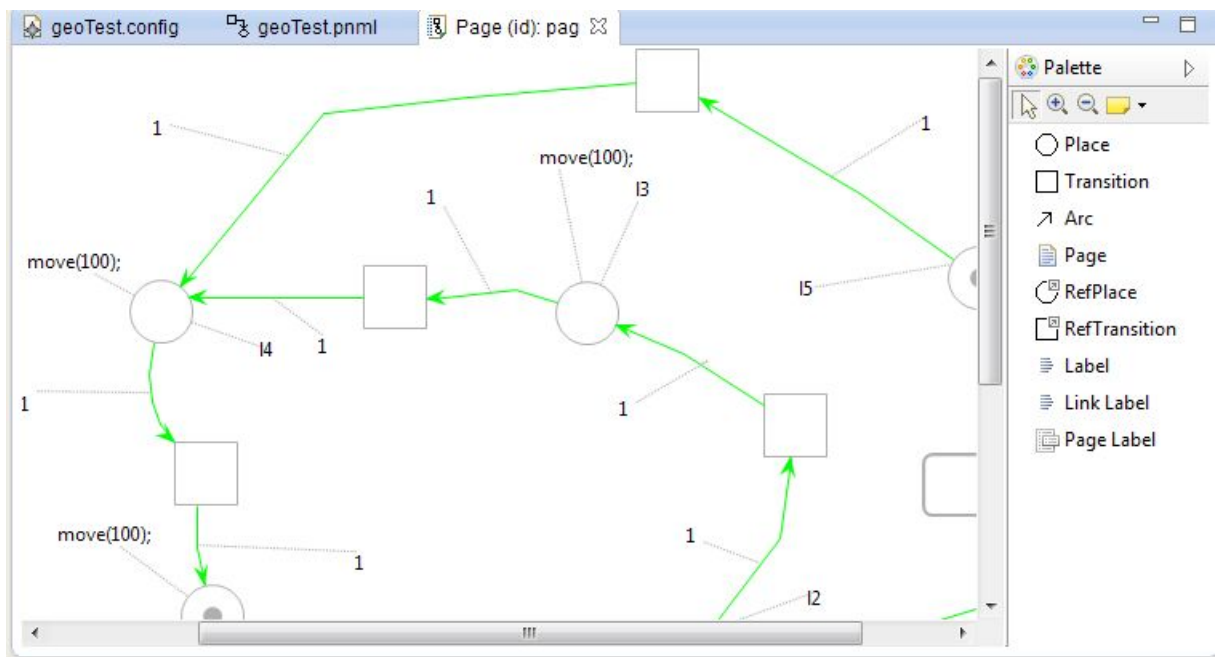 geoTest.config
geoTest.pnml
Page (id): pag
Palette
Place
Transition
Arc
Page
RefPlace
RefTransition
Label
Link Label
Page Label
1
1
move(100);
l3
1
move(100);
l5
l4
1
1
1
1
move(100);
1
l2